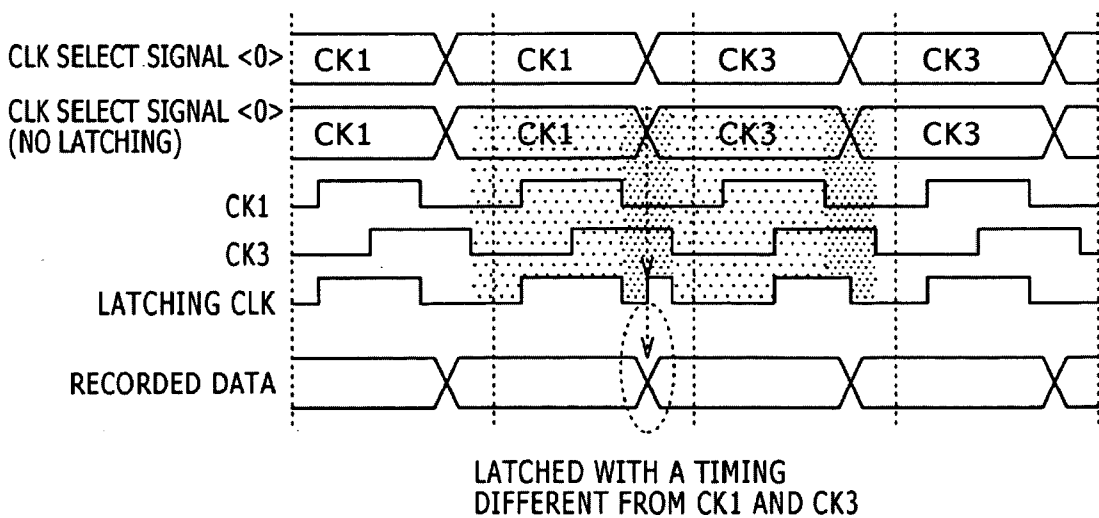 CLK SELECT SIGNAL <0> CK1 CK1 CK3 CK3
CLK SELECT SIGNAL <0>
(NO LATCHING) CK1 CK1 CK3 CK3
CK1
CK3
LATCHING CLK
RECORDED DATA
LATCHED WITH A TIMING
DIFFERENT FROM CK1 AND CK3